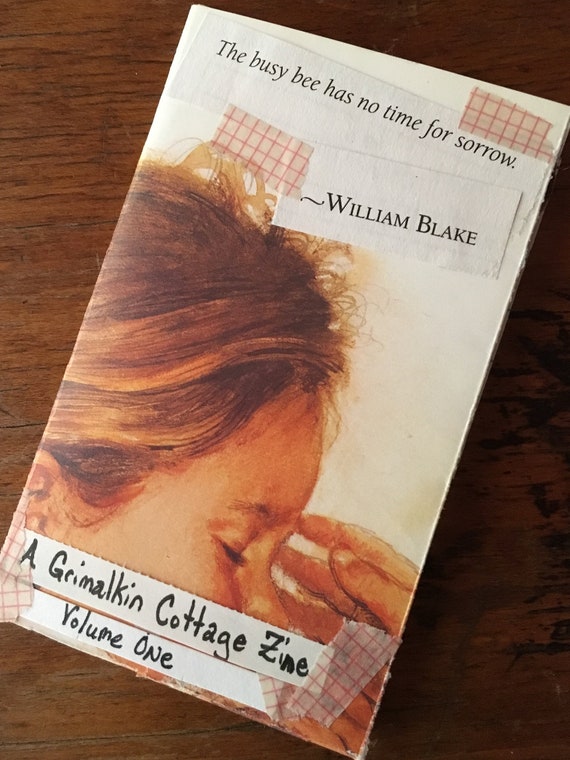 The busy bee has no time for sorrow.
~WILLIAM BLAKE
A Grimalkin Cottage Zine
Volume One